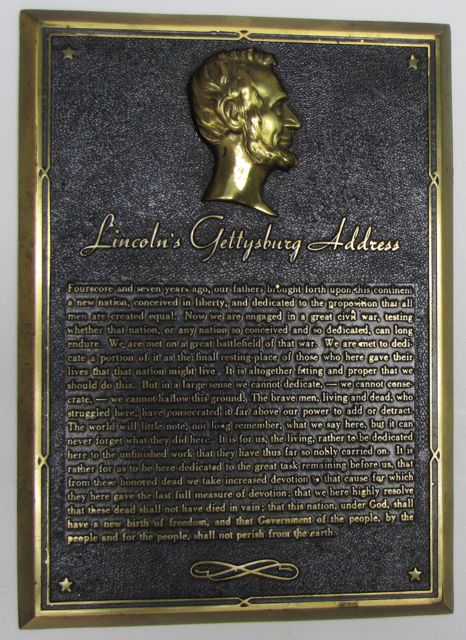 Lincoln's Gettysburg Address
Fourscore and seven years ago, our fathers brought forth upon this continent
a new nation, conceived in liberty, and dedicated to the proposition that all
men are created equal. Now we are engaged in a great civil war, testing
whether that nation, or any nation so conceived and so dedicated, can long
endure. We are met on a great battlefield of that war. We are met to dedi-
cate a portion of it as the final resting-place of those who here gave their
lives that that nation might live. It is altogether fitting and proper that we
should do this. But in a large sense we cannot dedicate, — we cannot conse-
crate, — we cannot hallow this ground. The brave men, living and dead, who
struggled here, have consecrated it far above our power to add or detract.
The world will little note, nor long remember, what we say here, but it can
never forget what they did here. It is for us, the living, rather to be dedicated
here to the unfinished work that they have thus far so nobly carried on. It is
rather for us to be here dedicated to the great task remaining before us, that
from these honored dead we take increased devotion to that cause for which
they here gave the last full measure of devotion; that we here highly resolve
that these dead shall not have died in vain; that this nation, under God, shall
have a new birth of freedom, and that Government of the people, by the
people and for the people, shall not perish from the earth.